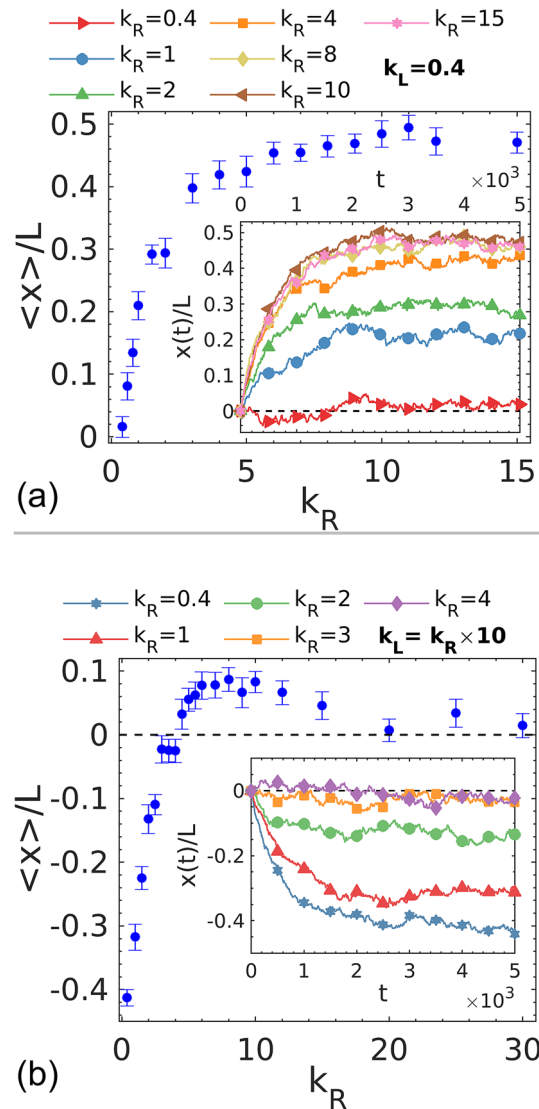 k_R=0.4 k_R=4 k_R=15
k_R=1 k_R=8 k_L=0.4
k_R=2 k_R=10
0.5
0.4
0.3
0.2
0.1
0
<x>/L
0 1 2 3 4 5
t ×10³
0.5
0.4
0.3
0.2
0.1
0
x(t)/L
0 5 10 15
k_R
(a)
k_R=0.4 k_R=2 k_R=4
k_R=1 k_R=3 k_L= k_R×10
0.1
0
-0.1
-0.2
-0.3
-0.4
<x>/L
0
-0.2
-0.4
x(t)/L
0 1 2 3 4 5
t ×10³
0 10 20 30
k_R
(b)